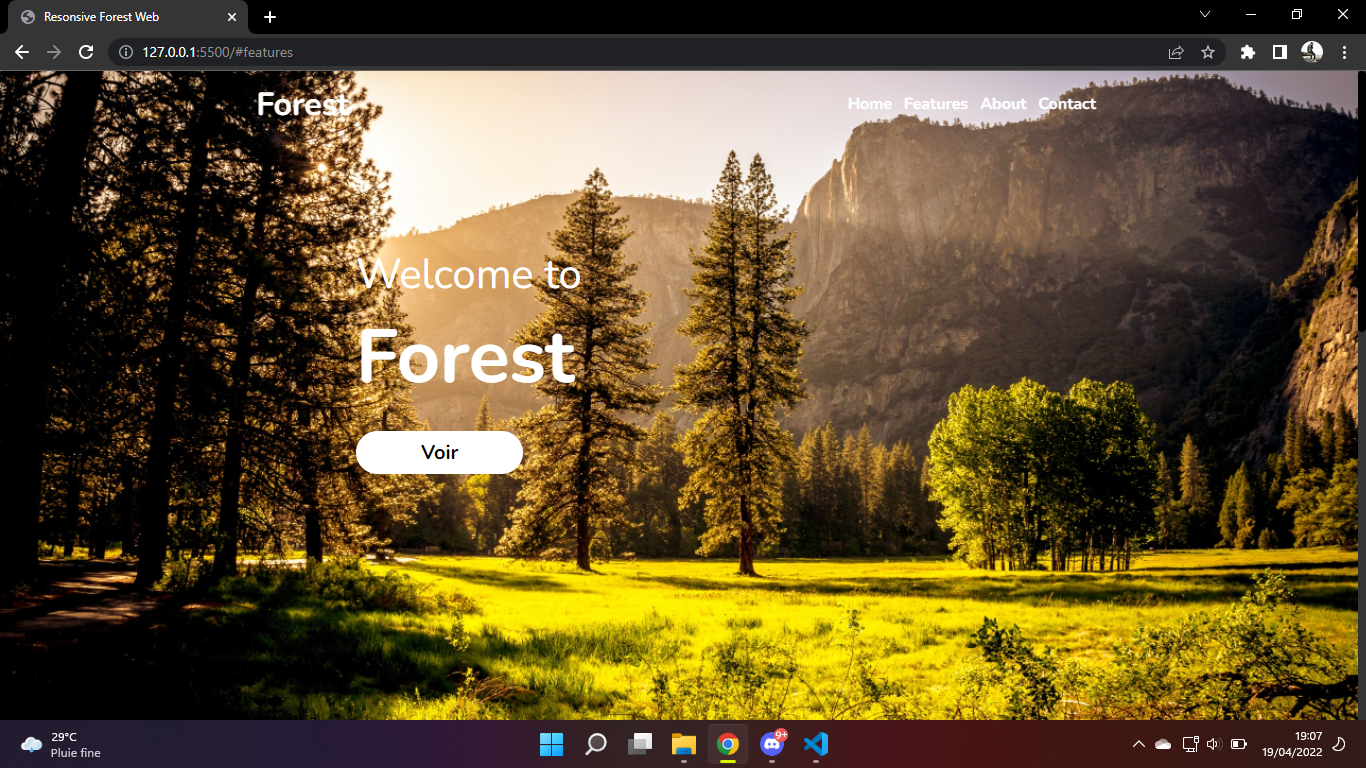 Resonsive Forest Web
127.0.0.1:5500/#features
Forest
Home Features About Contact
Welcome to
Forest
Voir
29°C
Pluie fine
9+
19:07
19/04/2022